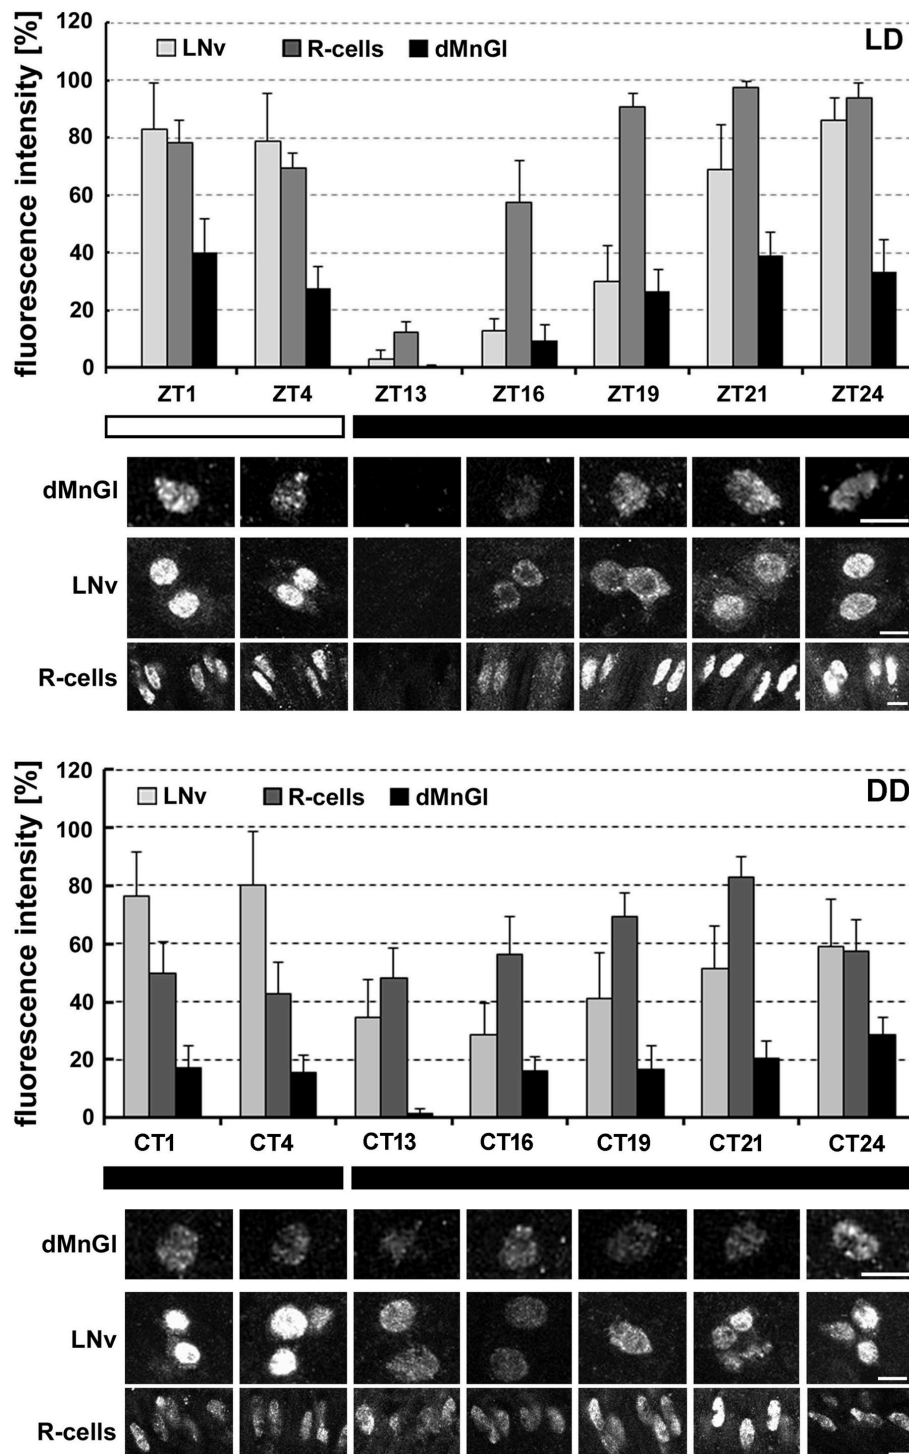 120
100
80
60
40
20
0
fluorescence intensity [%]
LNv R-cells dMnGl
LD
ZT1 ZT4 ZT13 ZT16 ZT19 ZT21 ZT24
dMnGl
LNv
R-cells
120
100
80
60
40
20
0
fluorescence intensity [%]
LNv R-cells dMnGl
DD
CT1 CT4 CT13 CT16 CT19 CT21 CT24
dMnGl
LNv
R-cells